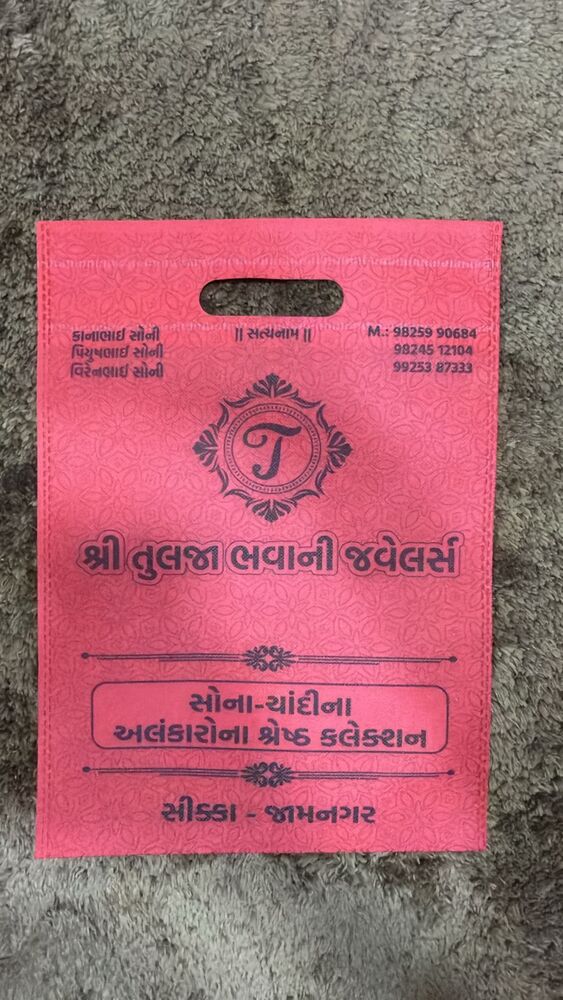 કાનાભાઈ સોની
પિયુષભાઈ સોની
વિરેનભાઈ સોની
|| સત્યનામ ||
M.: 98259 90684
98245 12104
99253 87333
T
શ્રી તુલજા ભવાની જવેલર્સ
સોના-ચાંદીના
અલંકારોના શ્રેષ્ઠ કલેક્શન
સીક્કા - જામનગર